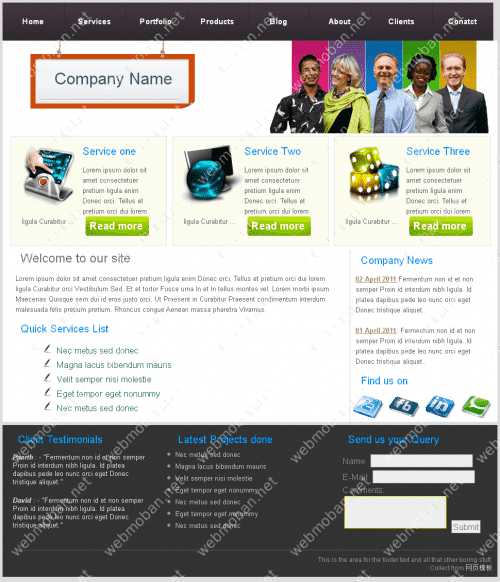 Home Services Portfolio Products Blog About Clients Conatct
Company Name
Service one
Lorem ipsum dolor sit
amet consectetuer
pretium ligula enim
Donec orci. Tellus et
pretium orci dui lorem
ligula Curabitur ...
Read more
Service Two
Lorem ipsum dolor sit
amet consectetuer
pretium ligula enim
Donec orci. Tellus et
pretium orci dui lorem
ligula Curabitur ...
Read more
Service Three
Lorem ipsum dolor sit
amet consectetuer
pretium ligula enim
Donec orci. Tellus et
pretium orci dui lorem
ligula Curabitur ...
Read more
Welcome to our site
Lorem ipsum dolor sit amet consectetuer pretium ligula enim Donec orci. Tellus et pretium orci dui lorem
ligula Curabitur orci Vestibulum Sed. Et et tortor Fusce urna In et In tellus montes vel. Lorem morbi ipsum
Maecenas Quisque sem dui id eros justo orci. Ut Praesent in Curabitur Praesent condimentum interdum
malesuada felis pretium pretium. Rhoncus congue Aenean massa pharetra Vivamus.
Quick Services List
Nec metus sed donec
Magna lacus bibendum mauris
Velit semper nisi molestie
Eget tempor eget nonummy
Nec metus sed donec
Company News
02 April 2011 Fermentum non id et non
semper Proin id interdum nibh ligula. Id
platea dapibus pede leo nunc orci eget
Donec tristique aliquet..
01 April 2011 Fermentum non id et non
semper Proin id interdum nibh ligula. Id
platea dapibus pede leo nunc orci eget
Donec tristique aliquet..
Find us on
Client Testimonials
: - "Fermentum non id et non semper
Proin id interdum nibh ligula. Id platea
dapibus pede leo nunc orci eget Donec
tristique aliquet."
David : - "Fermentum non id et non semper
Proin id interdum nibh ligula. Id platea
dapibus pede leo nunc orci eget Donec
tristique aliquet."
Latest Projects done
Nec metus sed donec
Magna lacus bibendum mauris
Velit semper nisi molestie
Eget tempor eget nonummy
Nec metus sed donec
Eget tempor eget nonummy
Nec metus sed donec
Send us your Query
Name
E-Mail
Comments:
Submit
This is the area for the footer text and all that other boring stuff.
Collect from 网页模板
webmoban.net